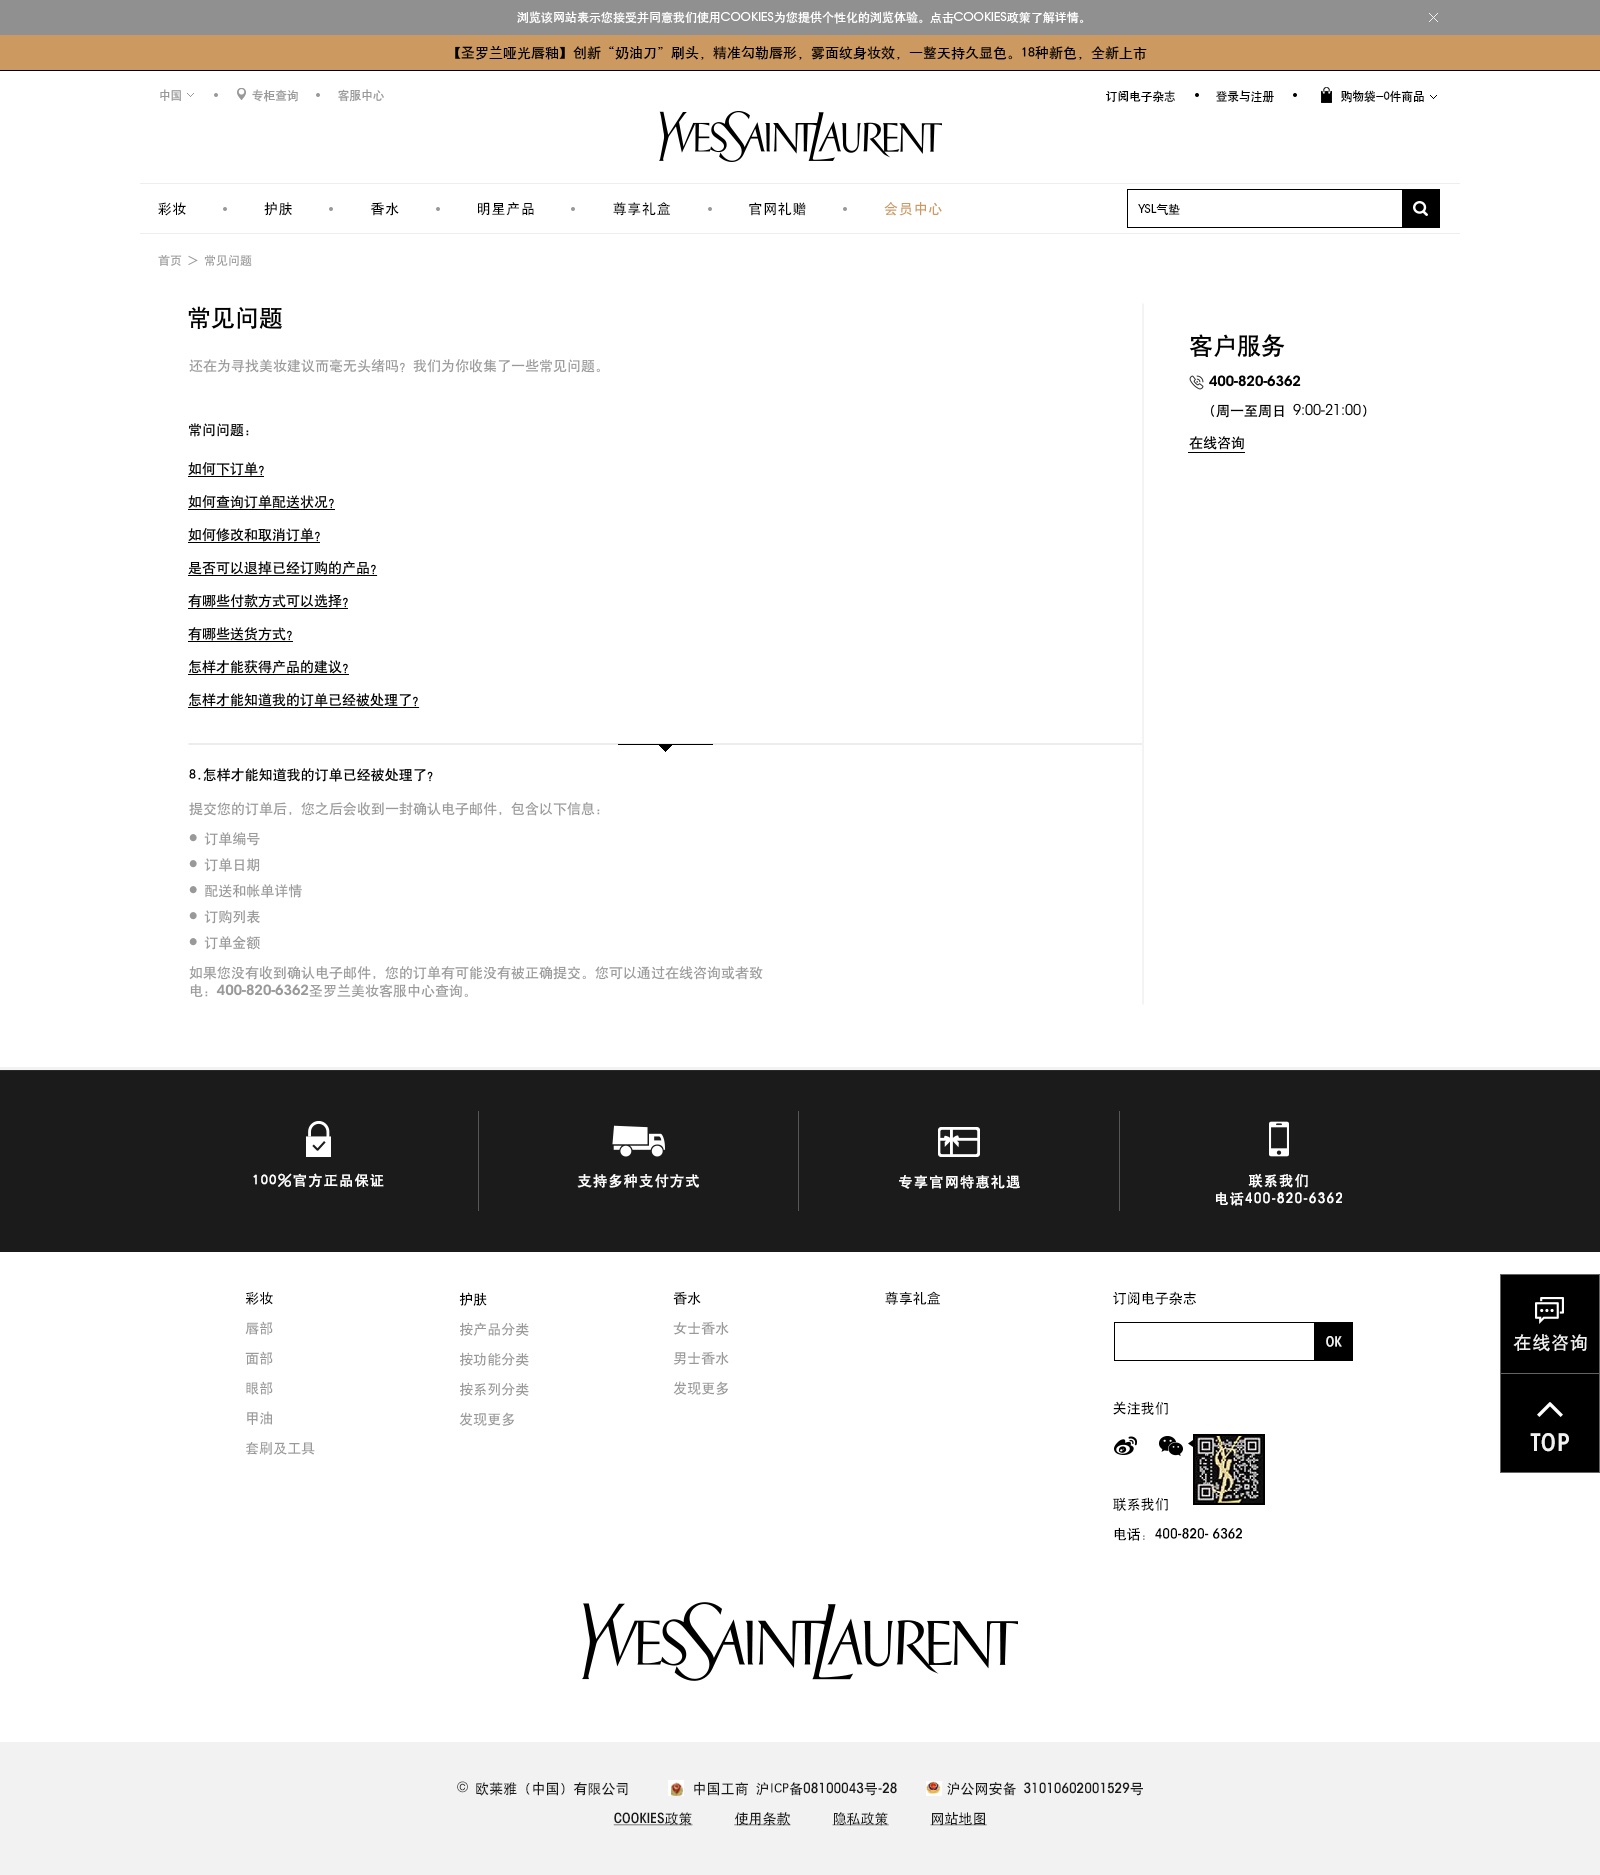 浏览该网站表示您接受并同意我们使用COOKIES为您提供个性化的浏览体验。点击COOKIES政策了解详情。
【圣罗兰哑光唇釉】创新“奶油刀”刷头，精准勾勒唇形，雾面纹身妆效，一整天持久显色。18种新色，全新上市
中国 专柜查询 客服中心 订阅电子杂志 登录与注册 购物袋—0件商品
YVESSAINTLAURENT
彩妆 护肤 香水 明星产品 尊享礼盒 官网礼赠 会员中心 YSL气垫
首页 > 常见问题
常见问题
还在为寻找美妆建议而毫无头绪吗？我们为你收集了一些常见问题。
常问问题：
如何下订单？
如何查询订单配送状况？
如何修改和取消订单？
是否可以退掉已经订购的产品？
有哪些付款方式可以选择？
有哪些送货方式？
怎样才能获得产品的建议？
怎样才能知道我的订单已经被处理了？
客户服务
400-820-6362
（周一至周日 9:00-21:00）
在线咨询
8.怎样才能知道我的订单已经被处理了？
提交您的订单后，您之后会收到一封确认电子邮件，包含以下信息：
● 订单编号
● 订单日期
● 配送和帐单详情
● 订购列表
● 订单金额
如果您没有收到确认电子邮件，您的订单有可能没有被正确提交。您可以通过在线咨询或者致
电：400-820-6362圣罗兰美妆客服中心查询。
100%官方正品保证 支持多种支付方式 专享官网特惠礼遇 联系我们
电话400-820-6362
彩妆
唇部
面部
眼部
甲油
套刷及工具
护肤
按产品分类
按功能分类
按系列分类
发现更多
香水
女士香水
男士香水
发现更多
尊享礼盒
订阅电子杂志
OK
关注我们
联系我们
电话：400-820- 6362
在线咨询
TOP
YVESSAINTLAURENT
© 欧莱雅（中国）有限公司 中国工商 沪ICP备08100043号-28 沪公网安备 31010602001529号
COOKIES政策 使用条款 隐私政策 网站地图